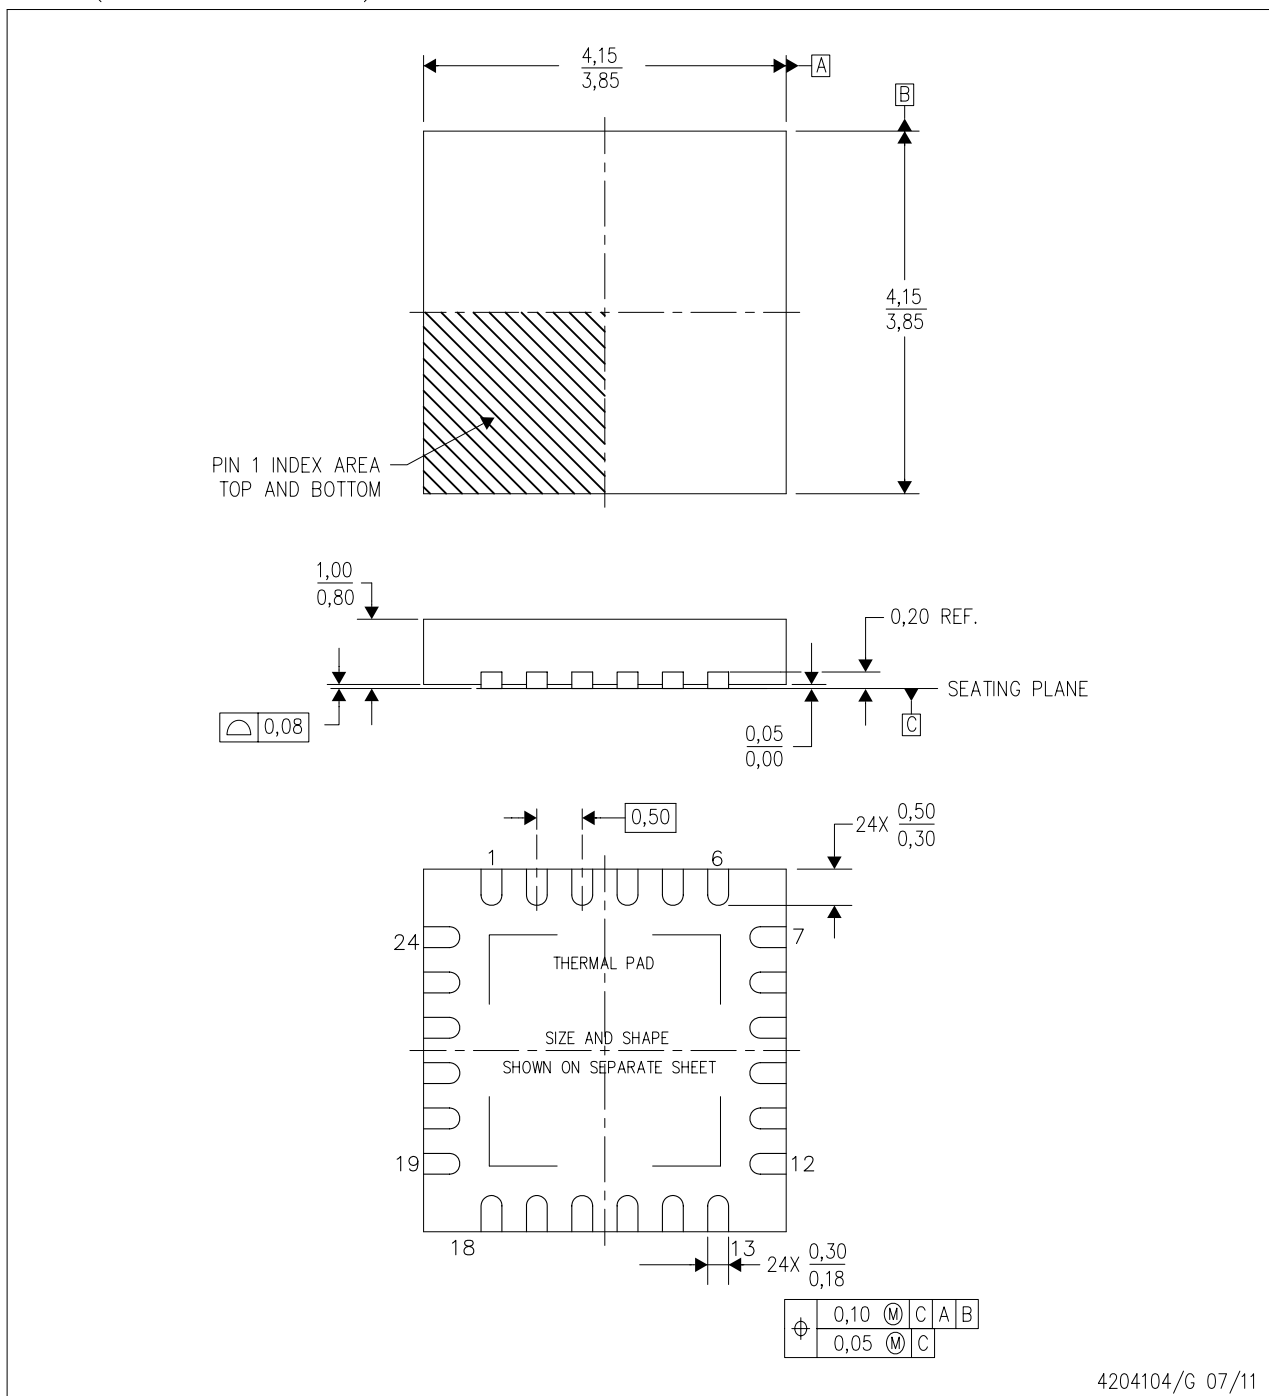 4,15
3,85
A
B
4,15
3,85
PIN 1 INDEX AREA
TOP AND BOTTOM
1,00
0,80
0,20 REF.
SEATING PLANE
0,08
C
0,05
0,00
0,50
24X 0,50
0,30
1
6
24
7
THERMAL PAD
SIZE AND SHAPE
SHOWN ON SEPARATE SHEET
19
12
18
13
24X 0,30
0,18
0,10 Ⓜ C A B
0,05 Ⓜ C
4204104/G 07/11